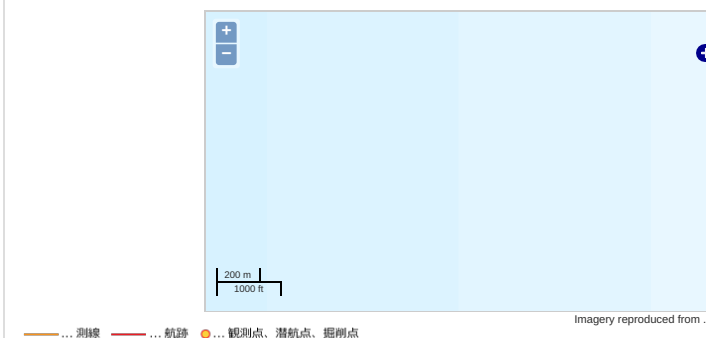 +
−
200 m
1000 ft
Imagery reproduced from .
... 測線 ... 航跡 ... 観測点、潜航点、掘削点